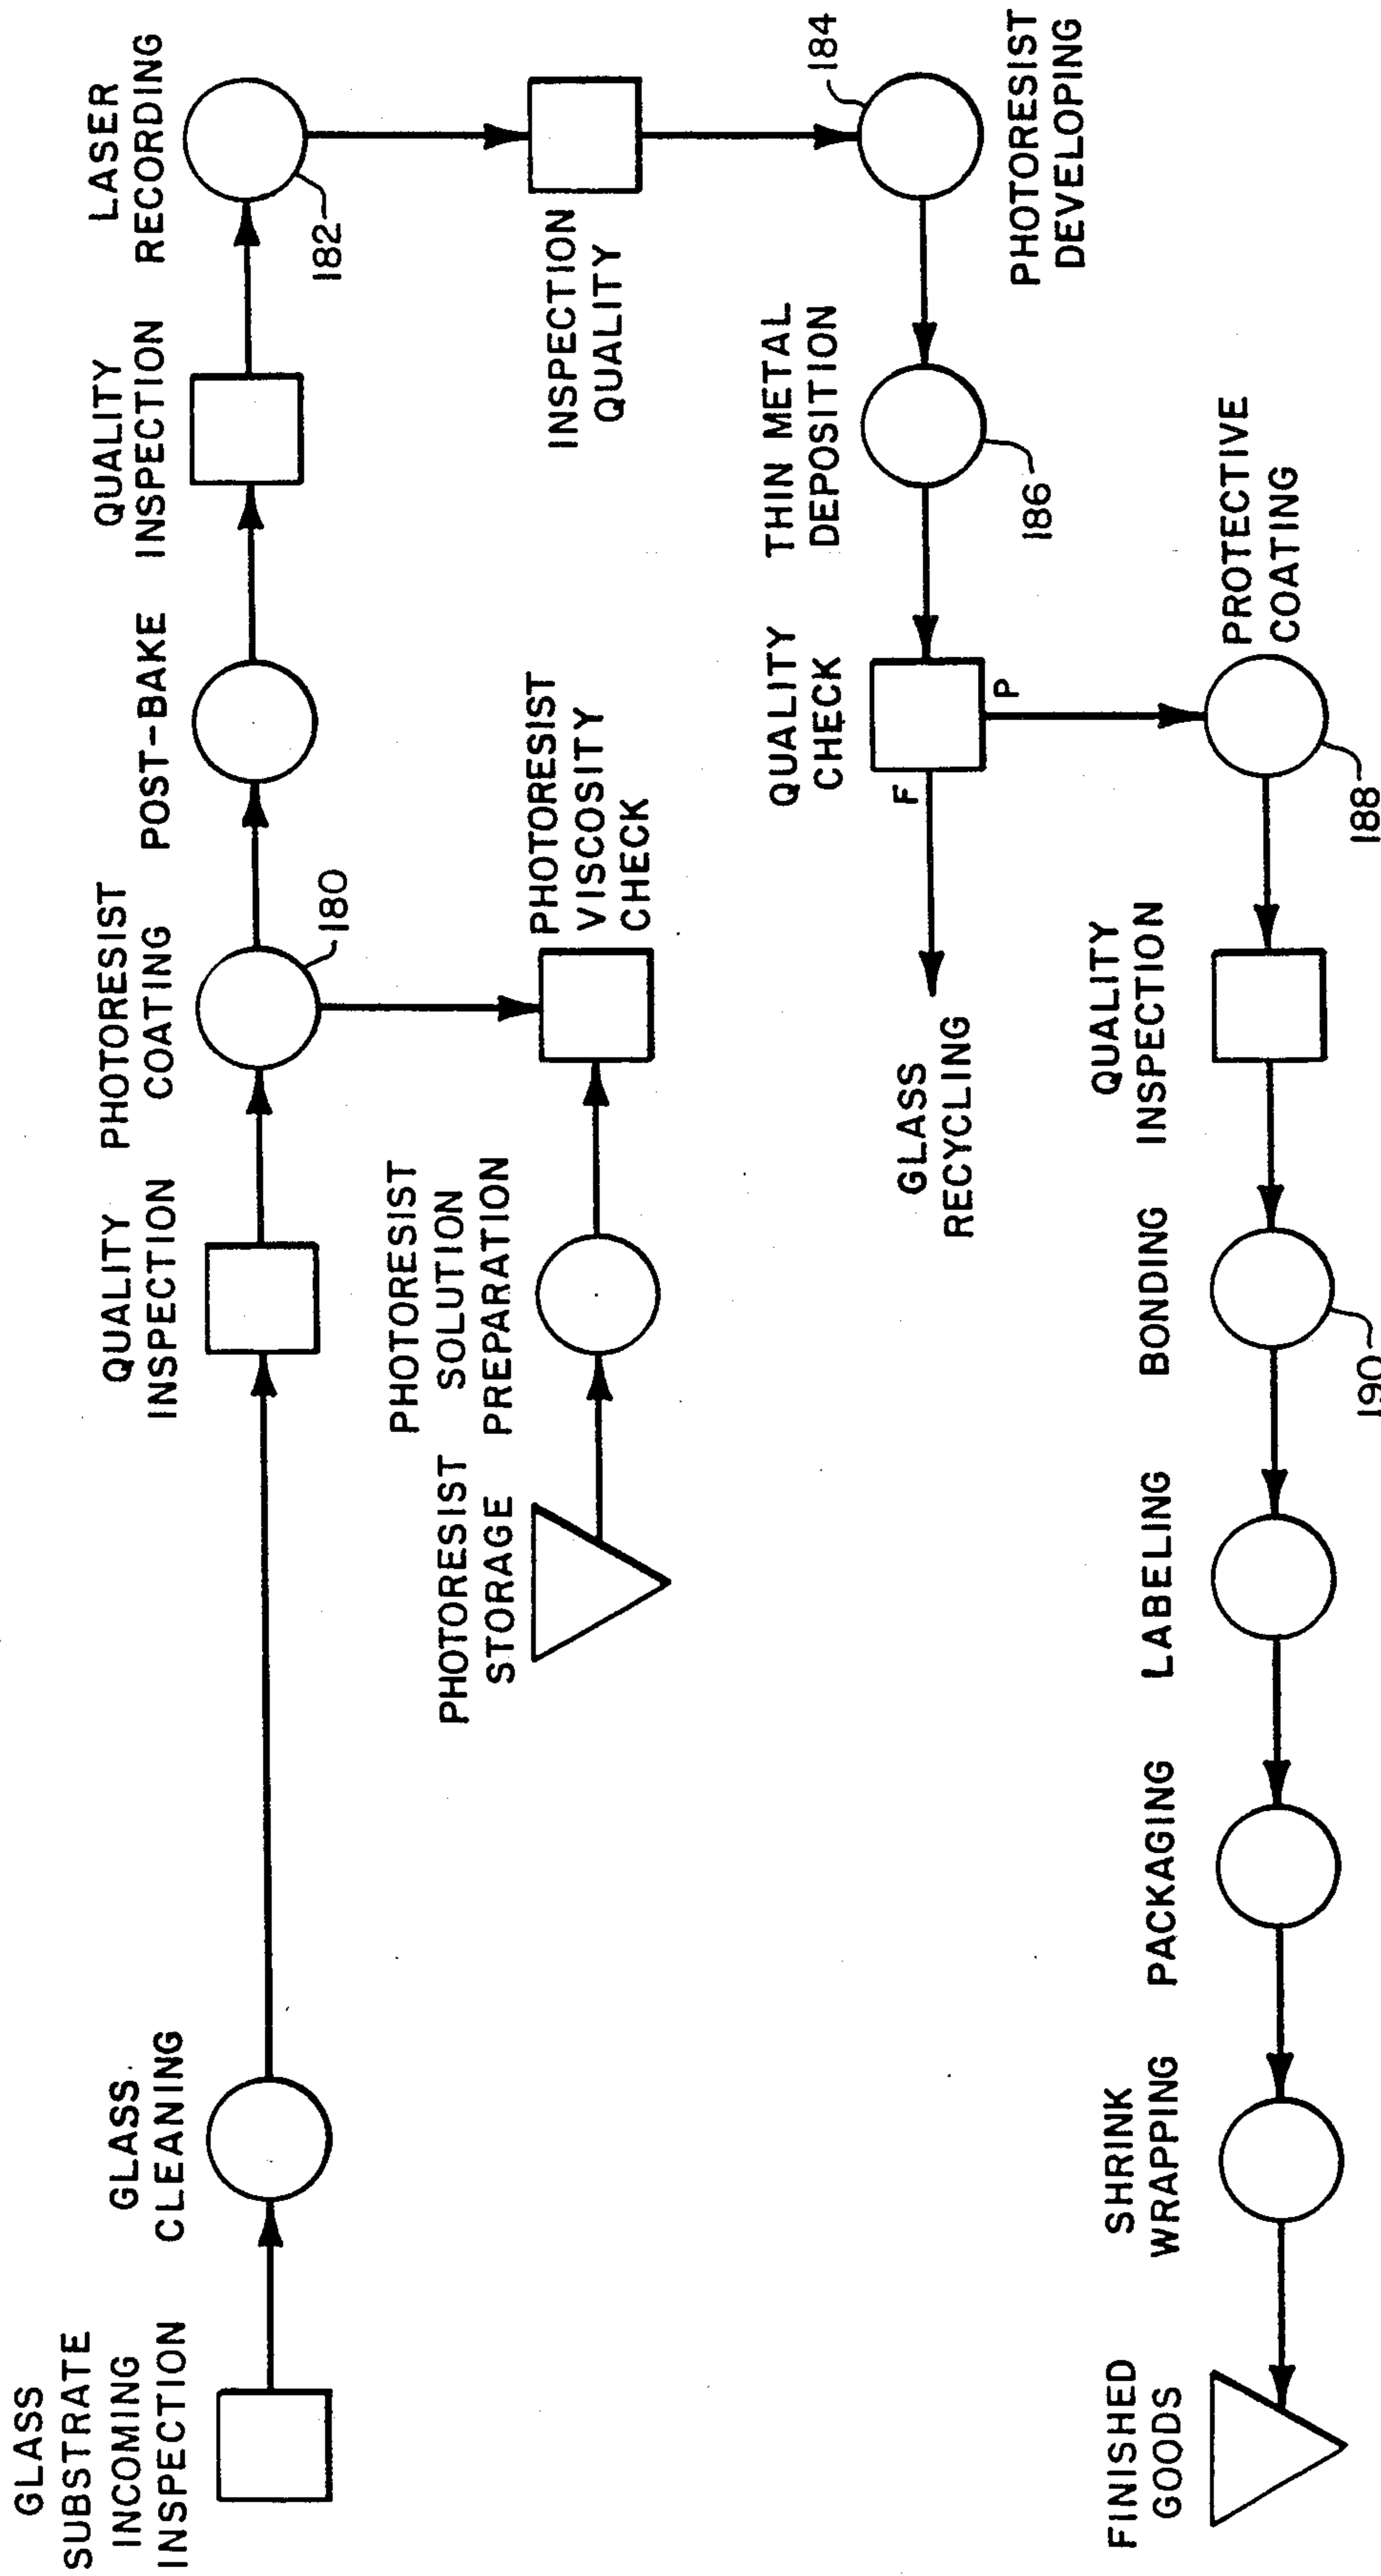 GLASS
SUBSTRATE
INCOMING
INSPECTION
GLASS
CLEANING
QUALITY
INSPECTION
PHOTORESIST
COATING
180
POST-BAKE
QUALITY
INSPECTION
LASER
RECORDING
182
PHOTORESIST
STORAGE
PHOTORESIST
SOLUTION
PREPARATION
PHOTORESIST
VISCOSITY
CHECK
INSPECTION
QUALITY
184
PHOTORESIST
DEVELOPING
THIN METAL
DEPOSITION
186
QUALITY
CHECK
F
P
GLASS
RECYCLING
PROTECTIVE
COATING
188
QUALITY
INSPECTION
BONDING
190
LABELING
PACKAGING
SHRINK
WRAPPING
FINISHED
GOODS